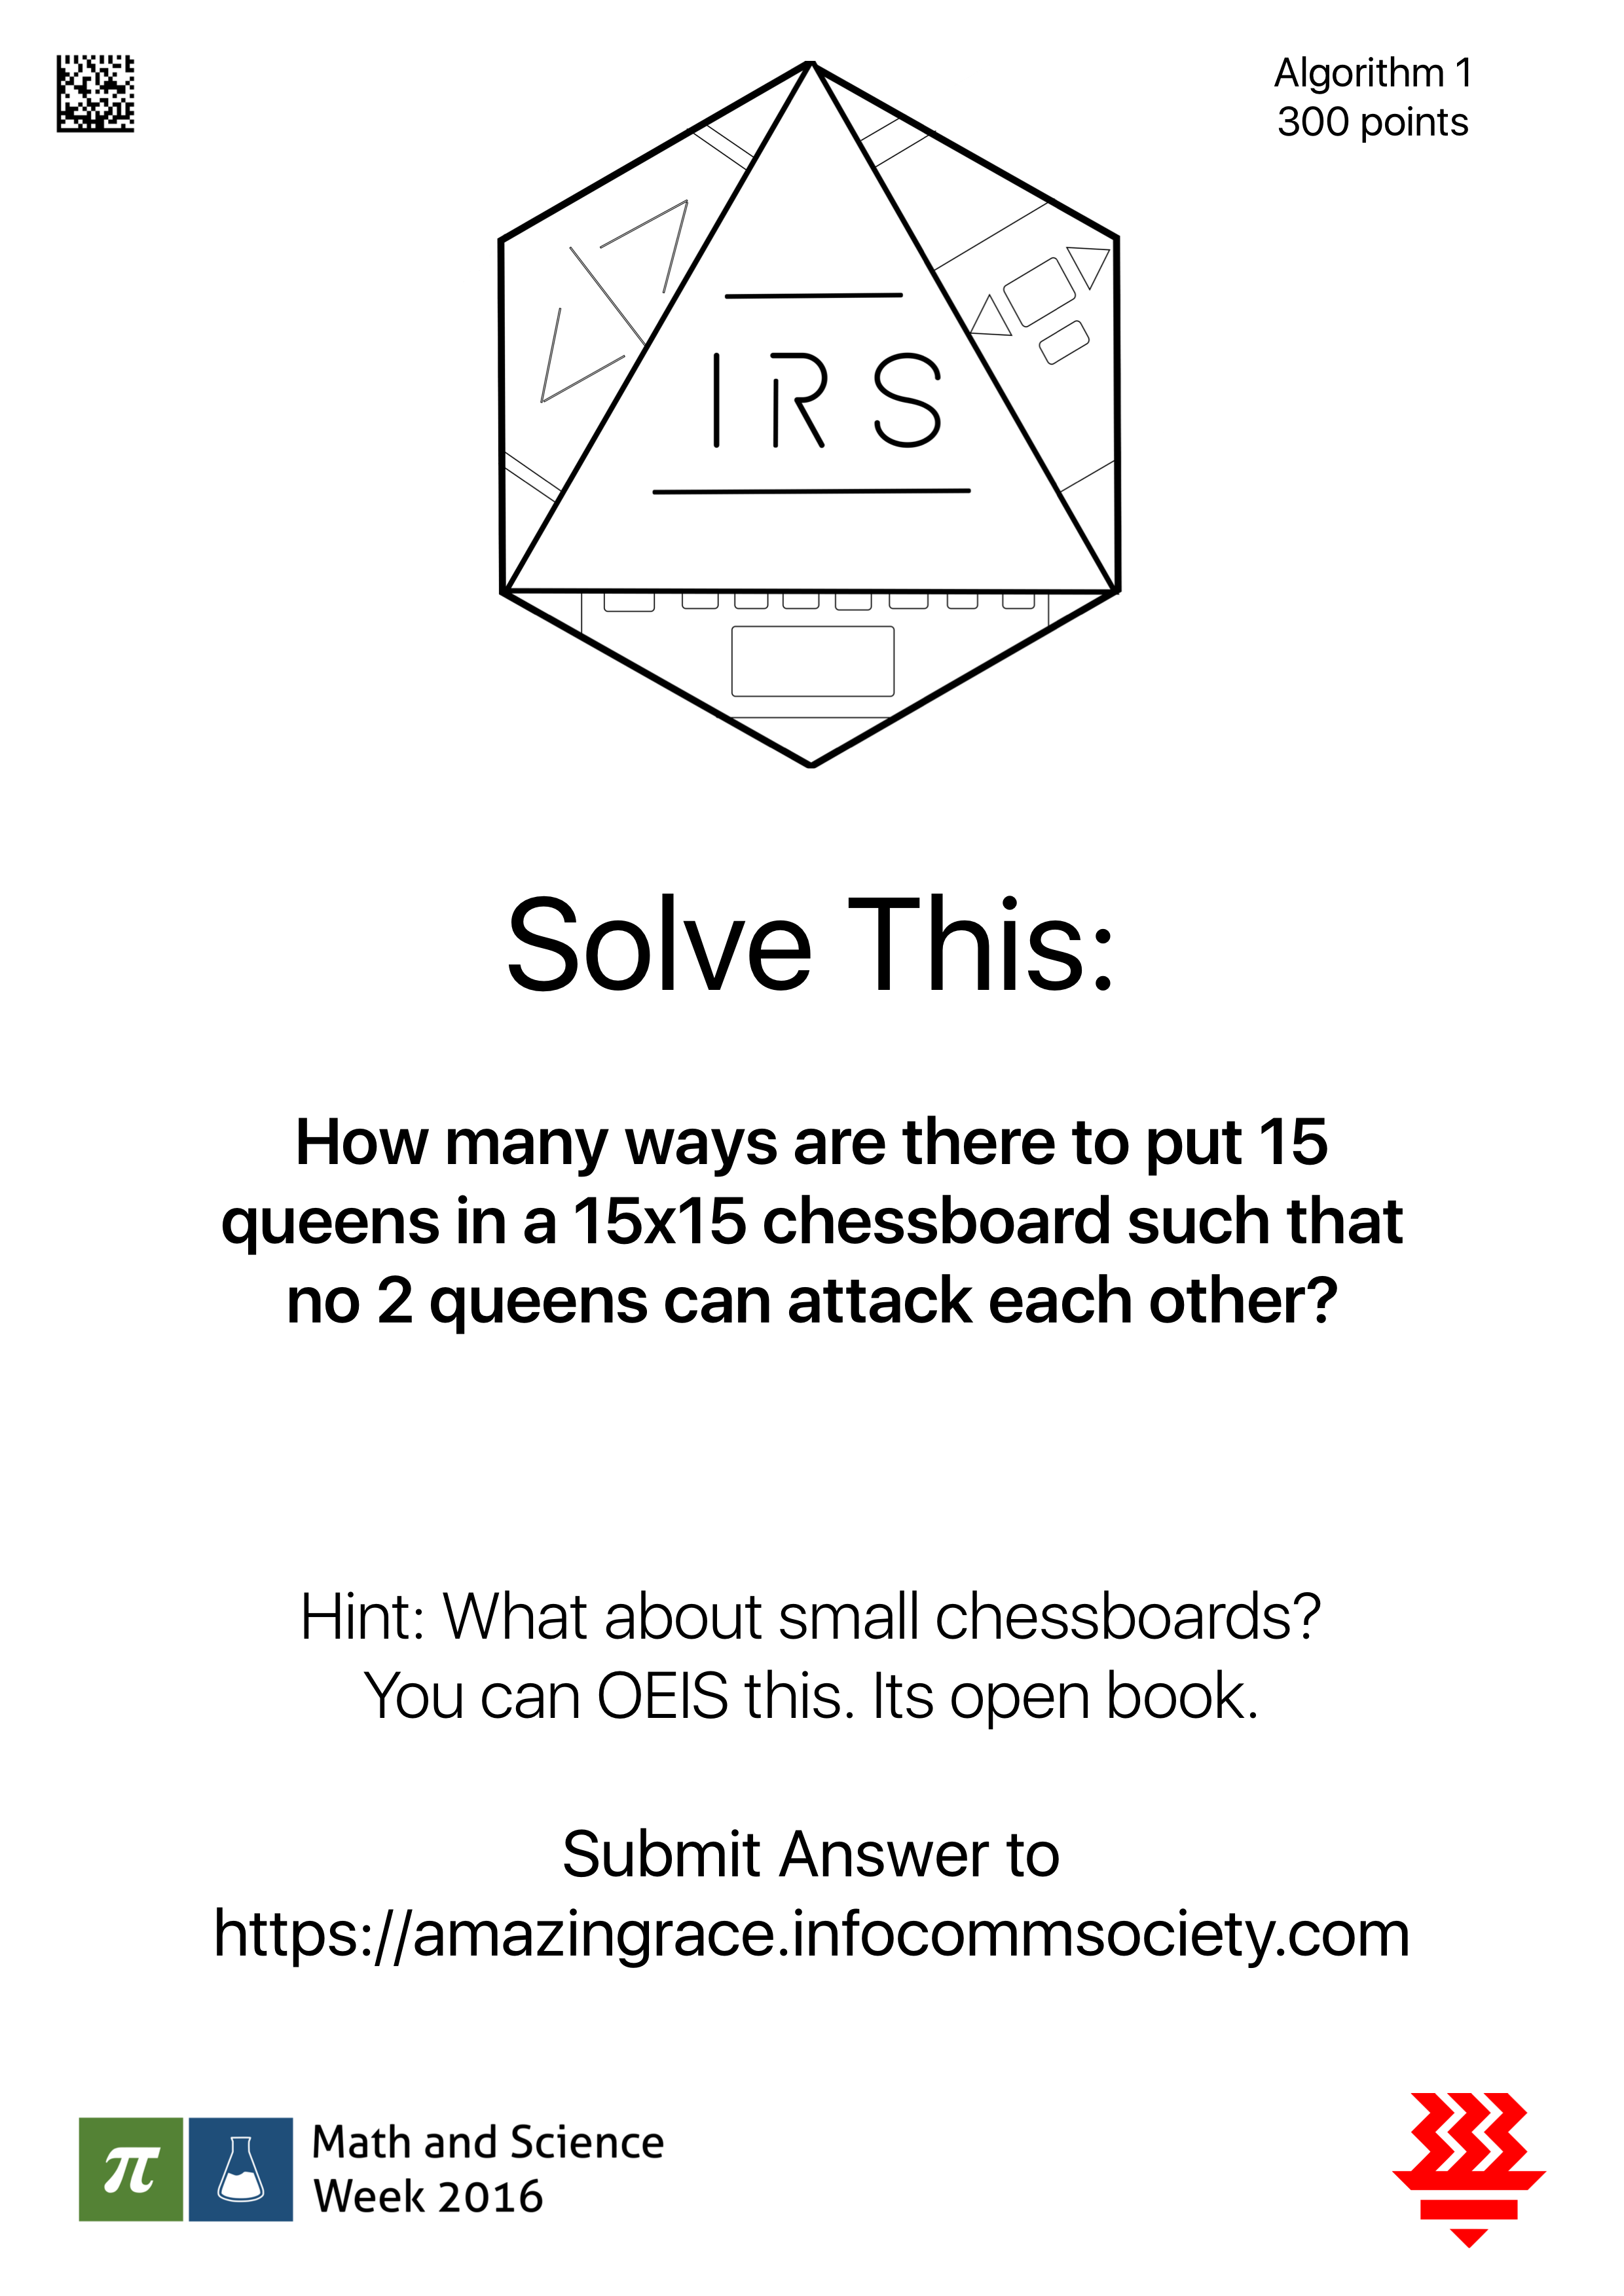 Algorithm 1
300 points
IRS
Solve This:
How many ways are there to put 15
queens in a 15x15 chessboard such that
no 2 queens can attack each other?
Hint: What about small chessboards?
You can OEIS this. Its open book.
Submit Answer to
https://amazingrace.infocommsociety.com
π
Math and Science
Week 2016